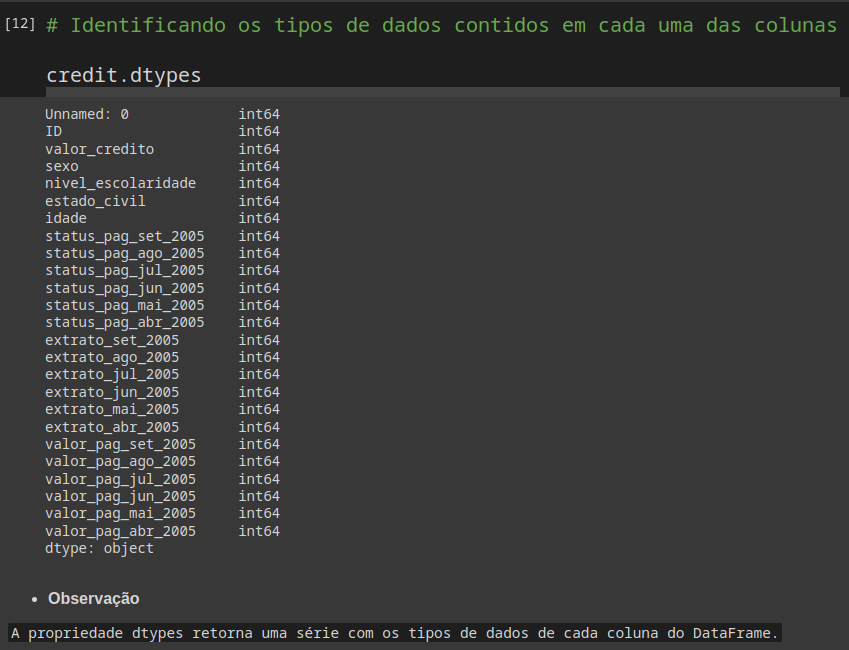 [12] # Identificando os tipos de dados contidos em cada uma das colunas
credit.dtypes
Unnamed: 0 int64
ID int64
valor_credito int64
sexo int64
nivel_escolaridade int64
estado_civil int64
idade int64
status_pag_set_2005 int64
status_pag_ago_2005 int64
status_pag_jul_2005 int64
status_pag_jun_2005 int64
status_pag_mai_2005 int64
status_pag_abr_2005 int64
extrato_set_2005 int64
extrato_ago_2005 int64
extrato_jul_2005 int64
extrato_jun_2005 int64
extrato_mai_2005 int64
extrato_abr_2005 int64
valor_pag_set_2005 int64
valor_pag_ago_2005 int64
valor_pag_jul_2005 int64
valor_pag_jun_2005 int64
valor_pag_mai_2005 int64
valor_pag_abr_2005 int64
dtype: object
• Observação
A propriedade dtypes retorna uma série com os tipos de dados de cada coluna do DataFrame.